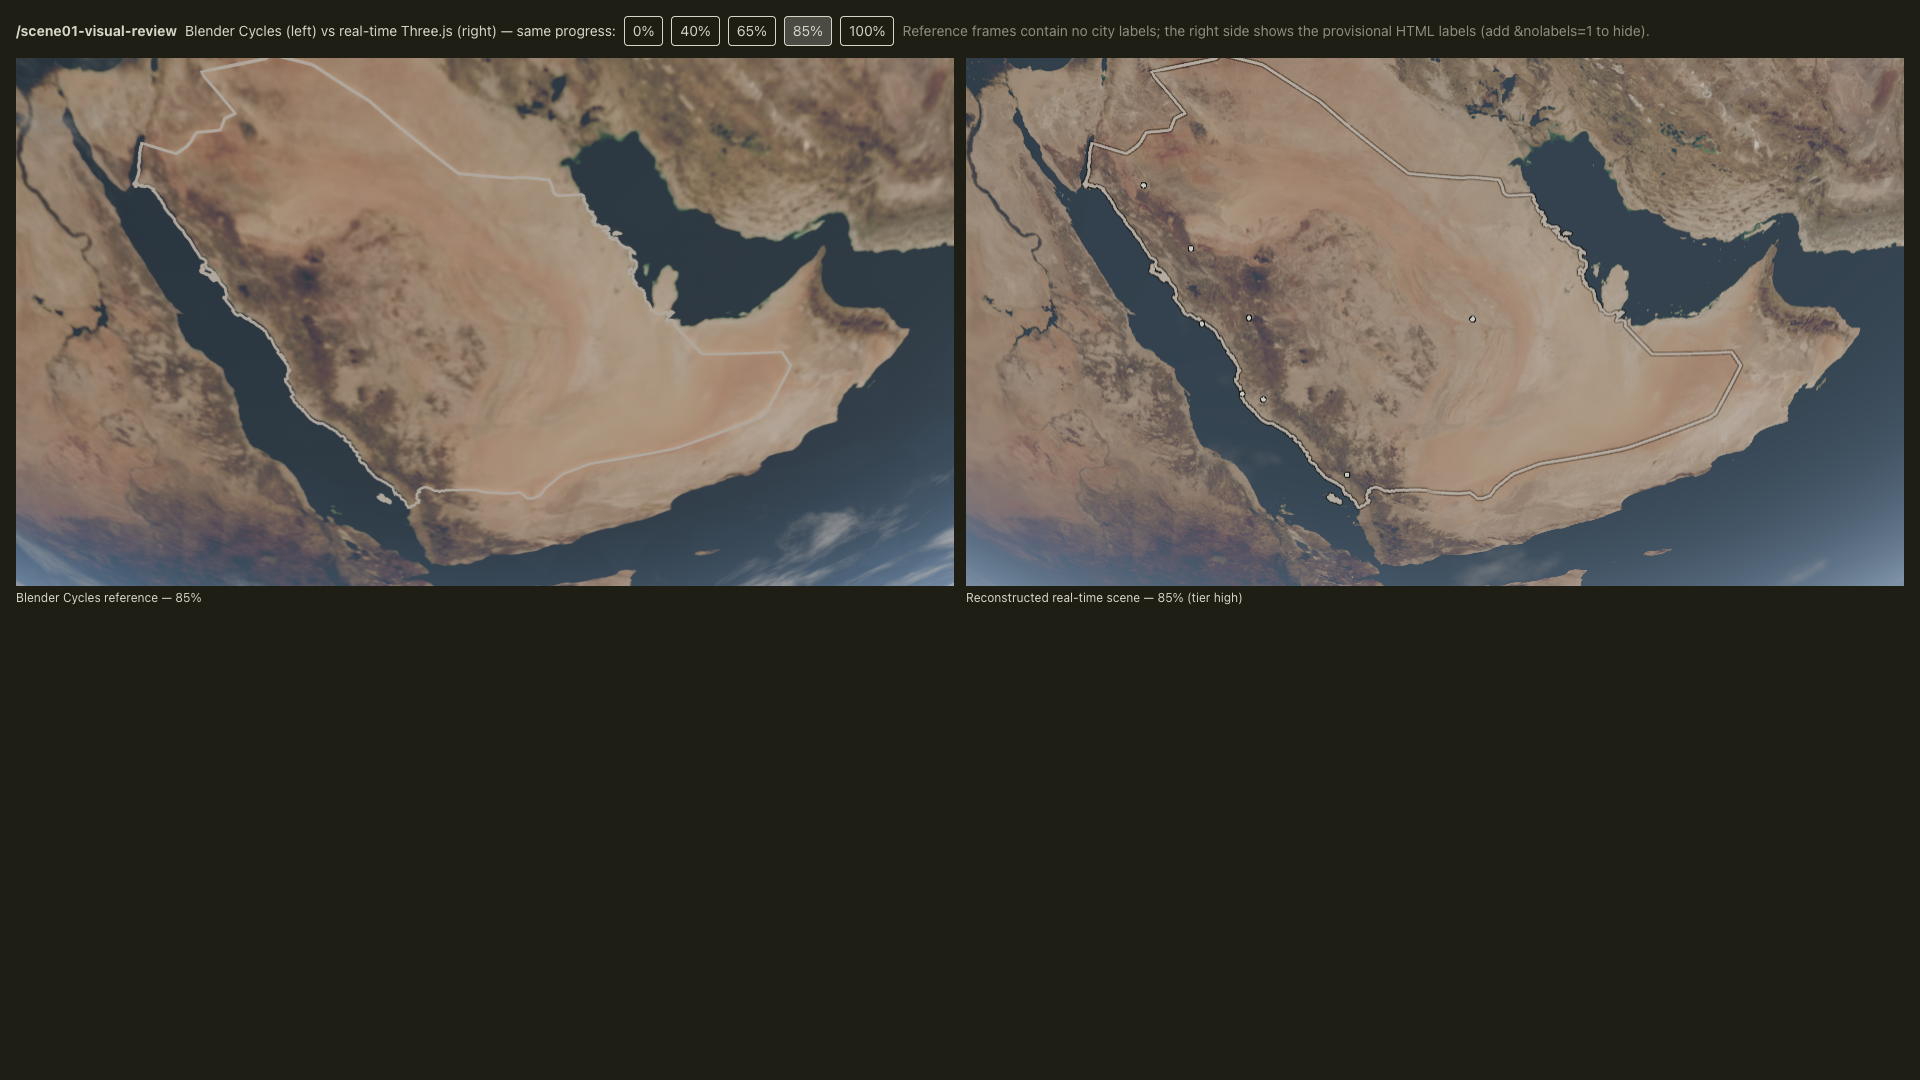 /scene01-visual-review Blender Cycles (left) vs real-time Three.js (right) — same progress: 0% 40% 65% 85% 100% Reference frames contain no city labels; the right side shows the provisional HTML labels (add &nolabels=1 to hide).
Blender Cycles reference — 85%
Reconstructed real-time scene — 85% (tier high)